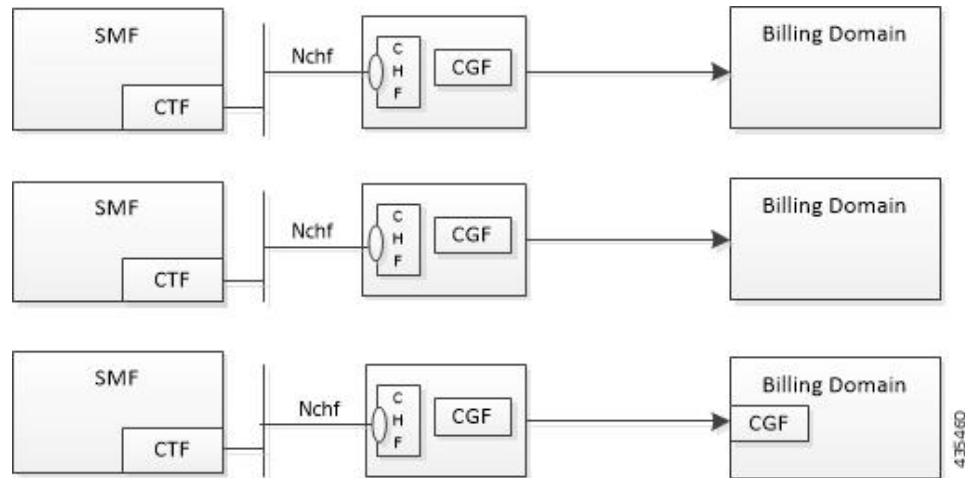 SMF
CTF
Nchf
C
H
F
CGF
Billing Domain
SMF
CTF
Nchf
C
H
F
CGF
Billing Domain
SMF
CTF
Nchf
C
H
F
CGF
Billing Domain
CGF
435460